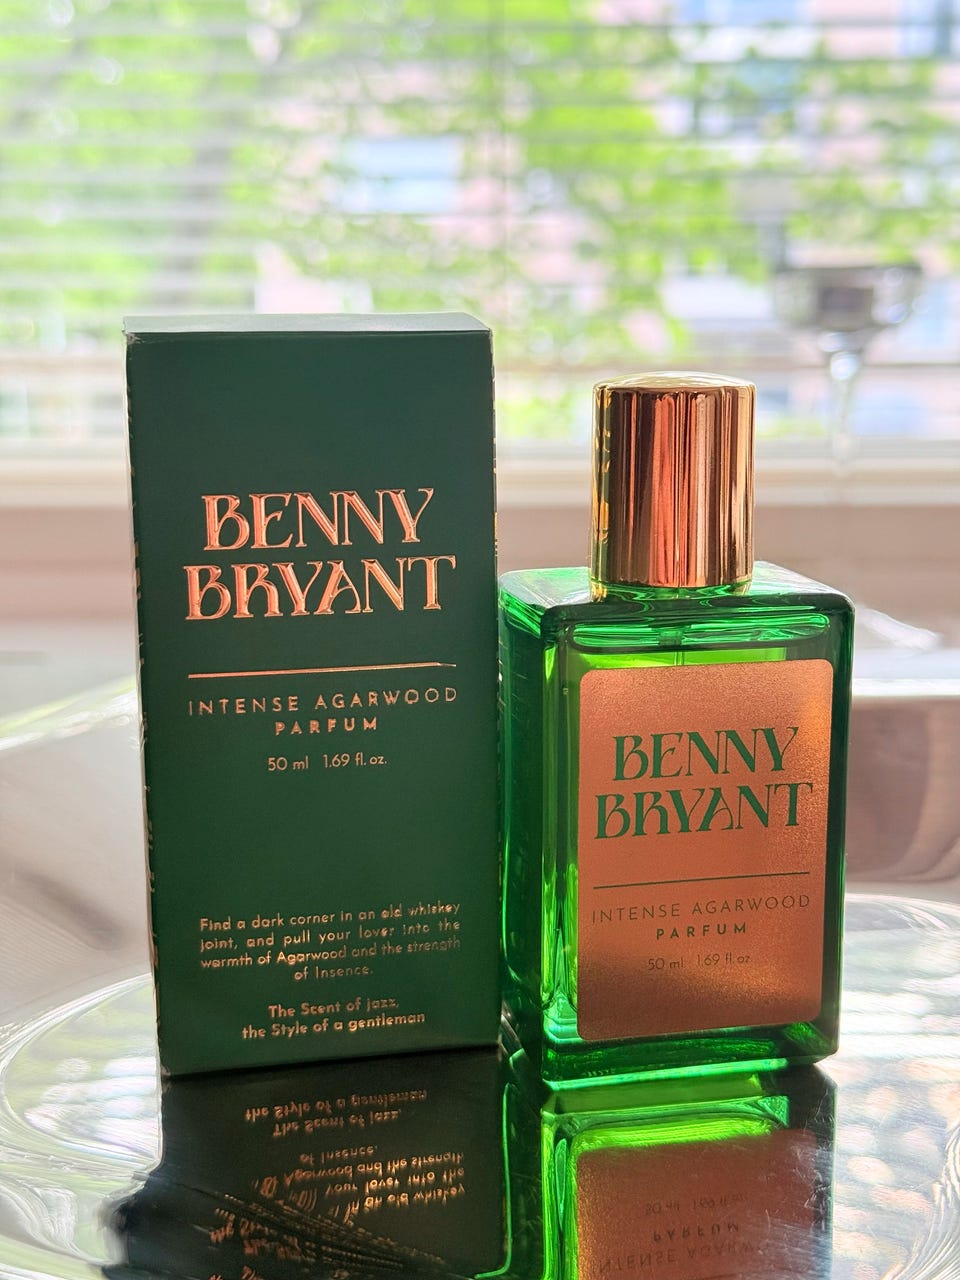 BENNY
BRYANT
INTENSE AGARWOOD
PARFUM
50 ml 1.69 fl. oz.
Find a dark corner in an old whiskey
joint, and pull your lover into the
warmth of Agarwood and the strength
of Insence.
The Scent of jazz,
the Style of a gentleman
BENNY
BRYANT
INTENSE AGARWOOD
PARFUM
50 ml 1.69 fl. oz